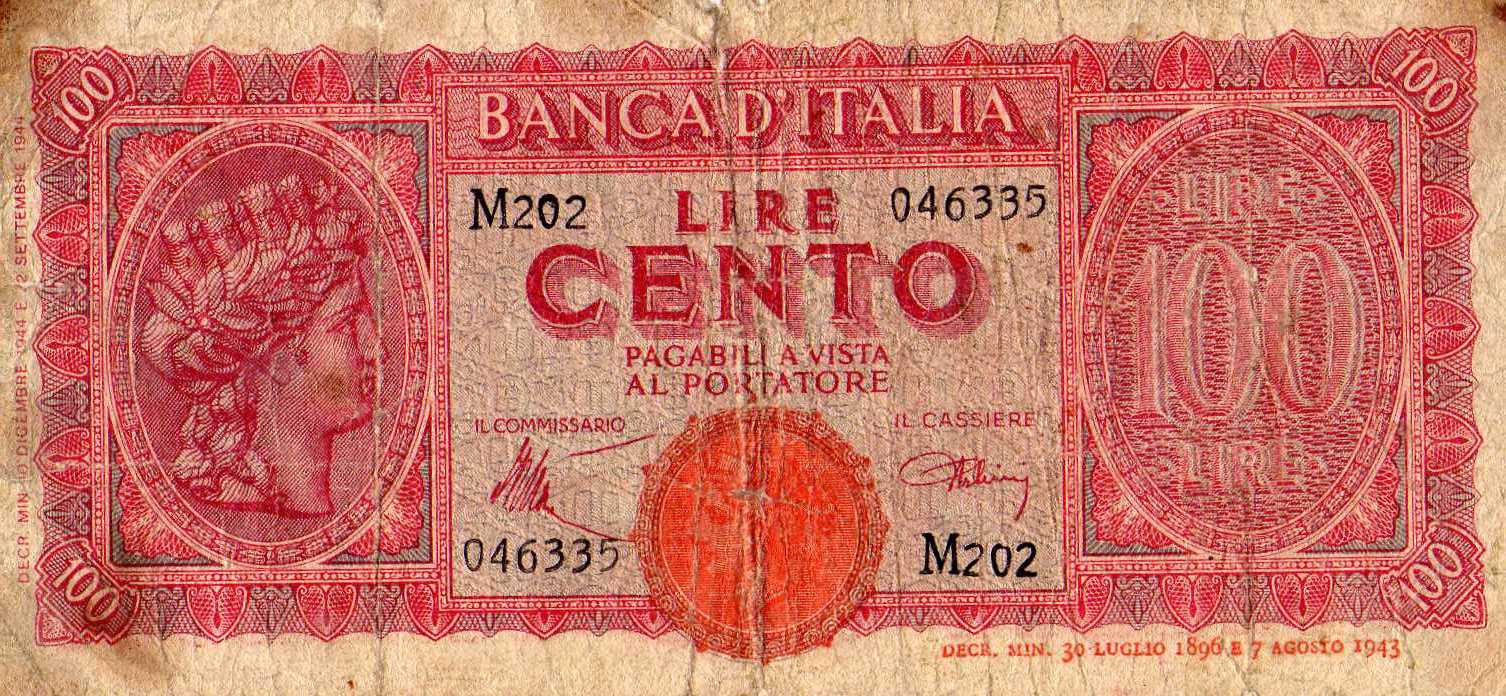 100
100
BANCA D'ITALIA
M202
LIRE
046335
CENTO
PAGABILI A VISTA
AL PORTATORE
IL COMMISSARIO
IL CASSIERE
046335
M202
LIRE
100
LIRE
100
100
DECR. MIN. 10 DICEMBRE 1944 E 22 SETTEMBRE 1944
DECR. MIN. 30 LUGLIO 1896 E 7 AGOSTO 1943